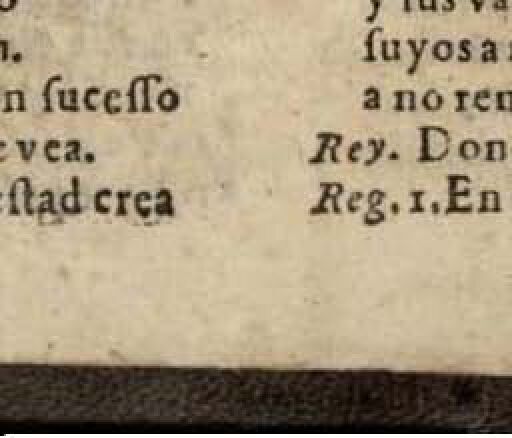 n.
n ſuceſſo
e vea.
eſtad crea
y ſus va
ſuyos a
a no ren
Rey. Don
Reg. 1. En